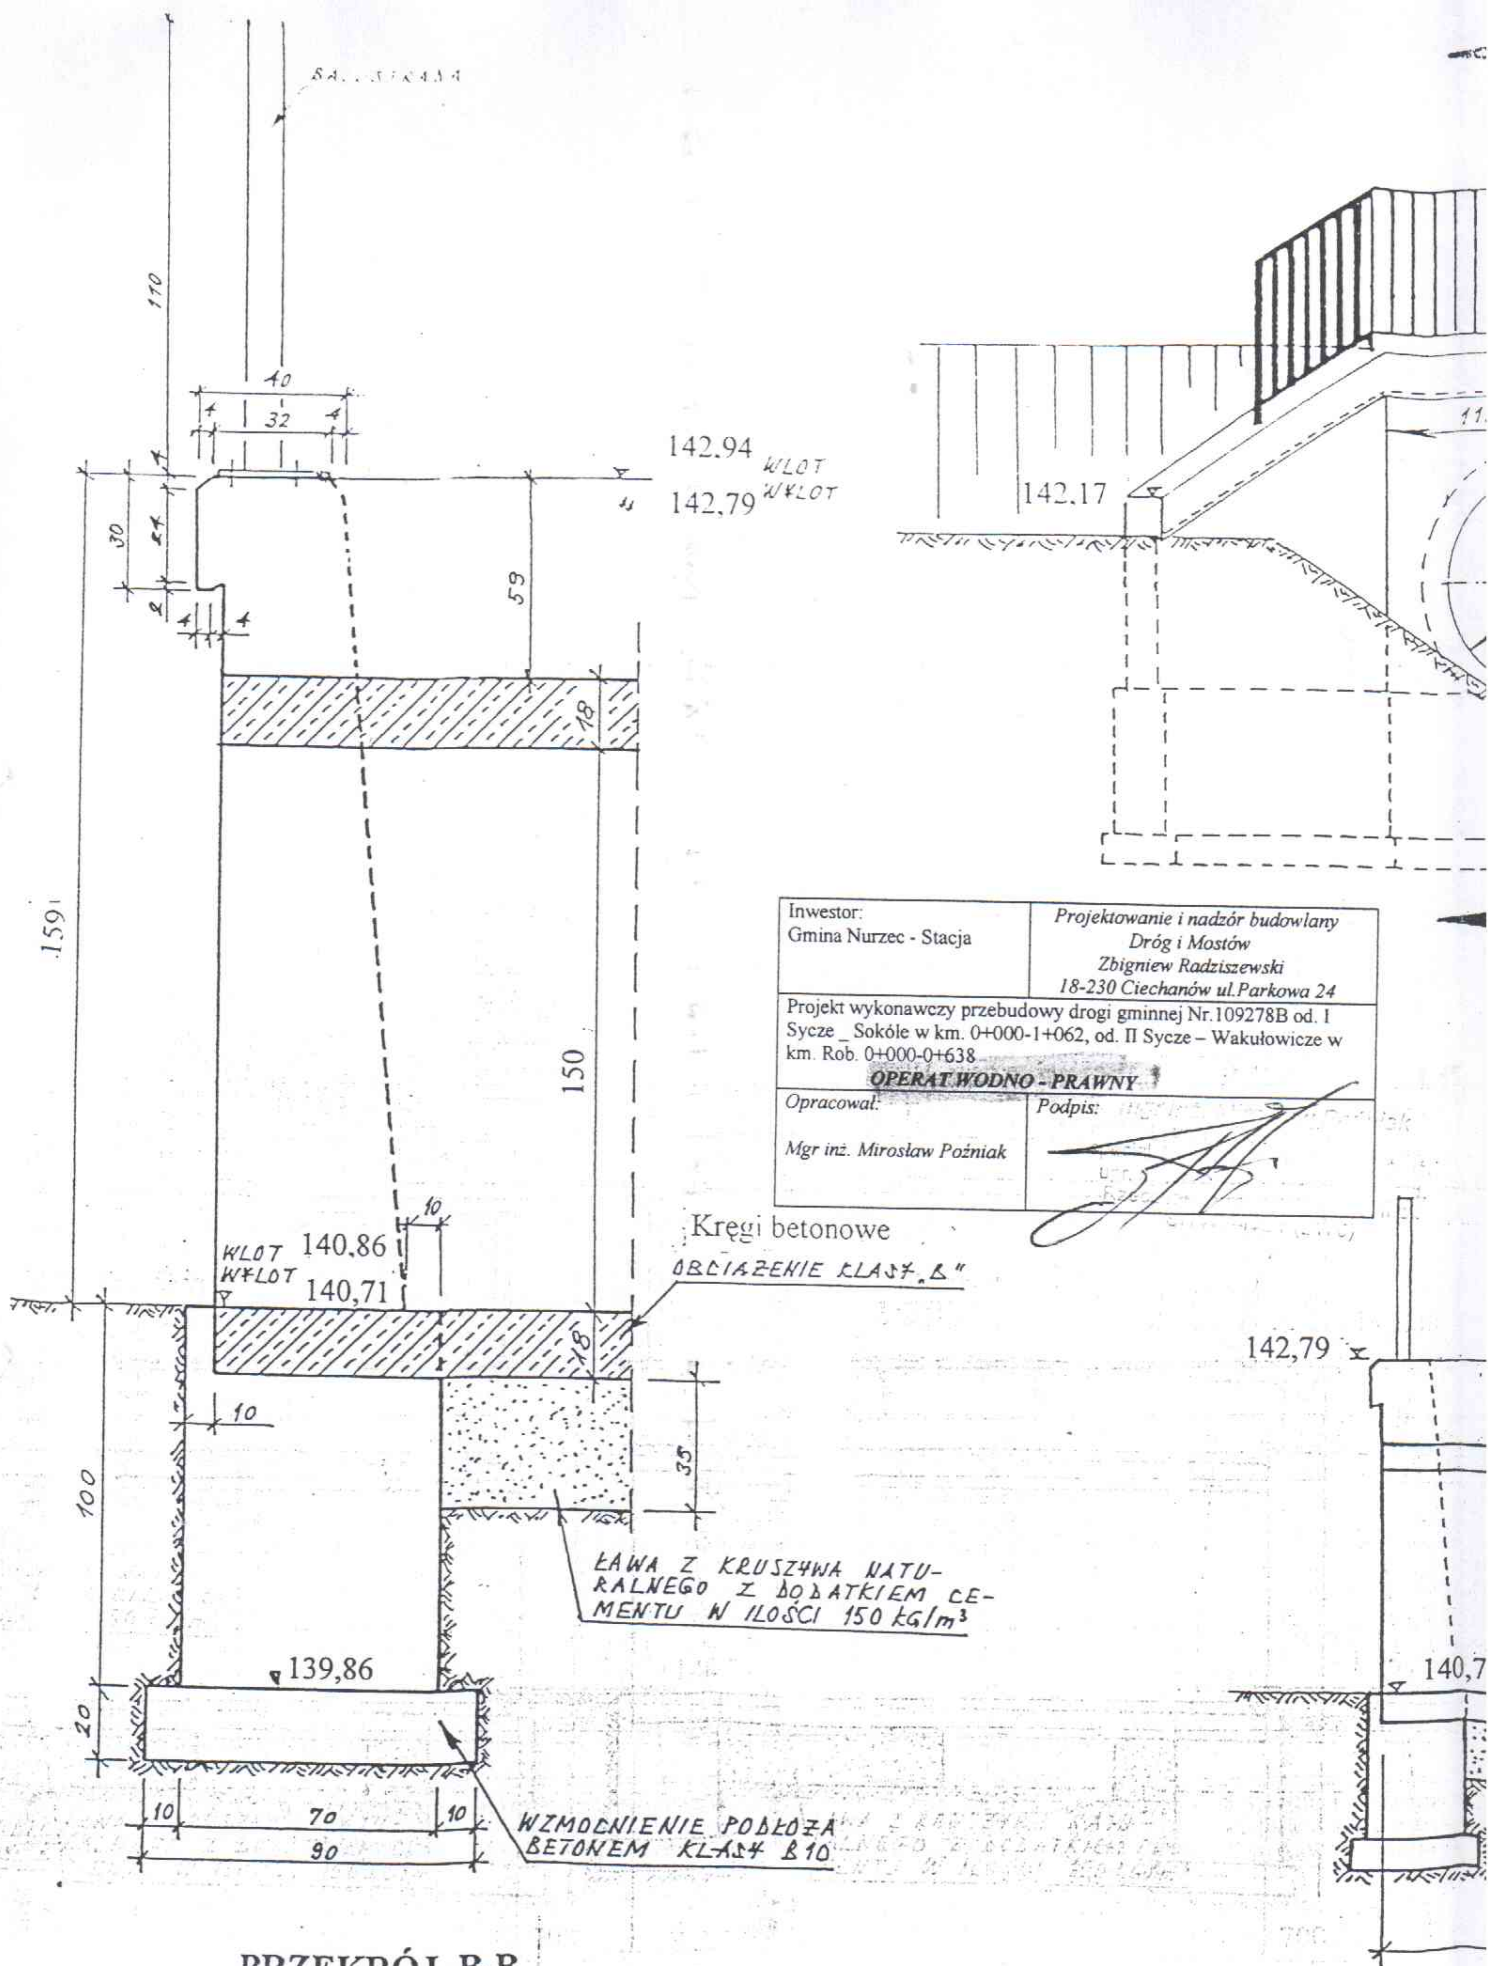 110
40
4
32
4
4
30
24
2
4
4
59
142.94 WLOT
142,79 WYLOT
142,17
18
159
150
Inwestor:
Gmina Nurzec - Stacja
Projektowanie i nadzór budowlany
Dróg i Mostów
Zbigniew Radziszewski
18-230 Ciechanów ul.Parkowa 24
Projekt wykonawczy przebudowy drogi gminnej Nr.109278B od. I
Sycze _ Sokóle w km. 0+000-1+062, od. II Sycze – Wakułowicze w
km. Rob. 0+000-0+638
OPERAT WODNO - PRAWNY
Opracował:
Podpis:
Mgr inż. Mirosław Poźniak
10
Kręgi betonowe
OBCIĄŻENIE KLASY „B"
WLOT 140,86
WYLOT 140,71
18
10
35
100
142,79
ŁAWA Z KRUSZYWA NATU-
RALNEGO Z DODATKIEM CE-
MENTU W ILOŚCI 150 kG/m³
139,86
140,7
20
10
70
10
90
WZMOCNIENIE PODŁOŻA
BETONEM KLASY B10
PRZEKRÓJ B-B